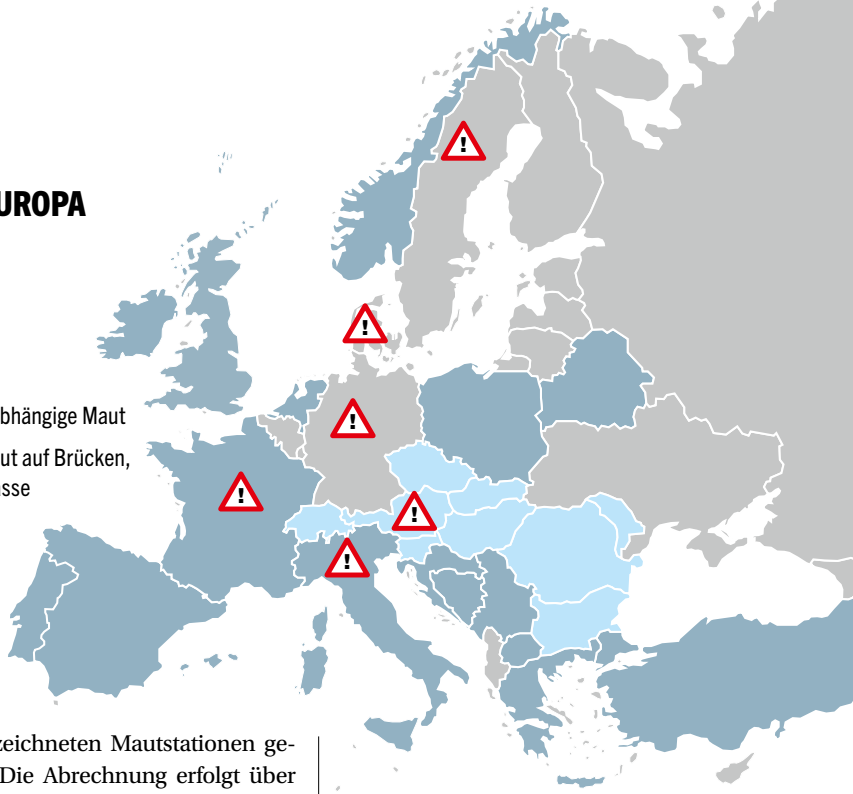 UROPA
bhängige Maut
ut auf Brücken,
sse
!
!
!
!
!
!
zeichneten Mautstationen ge-
Die Abrechnung erfolgt über